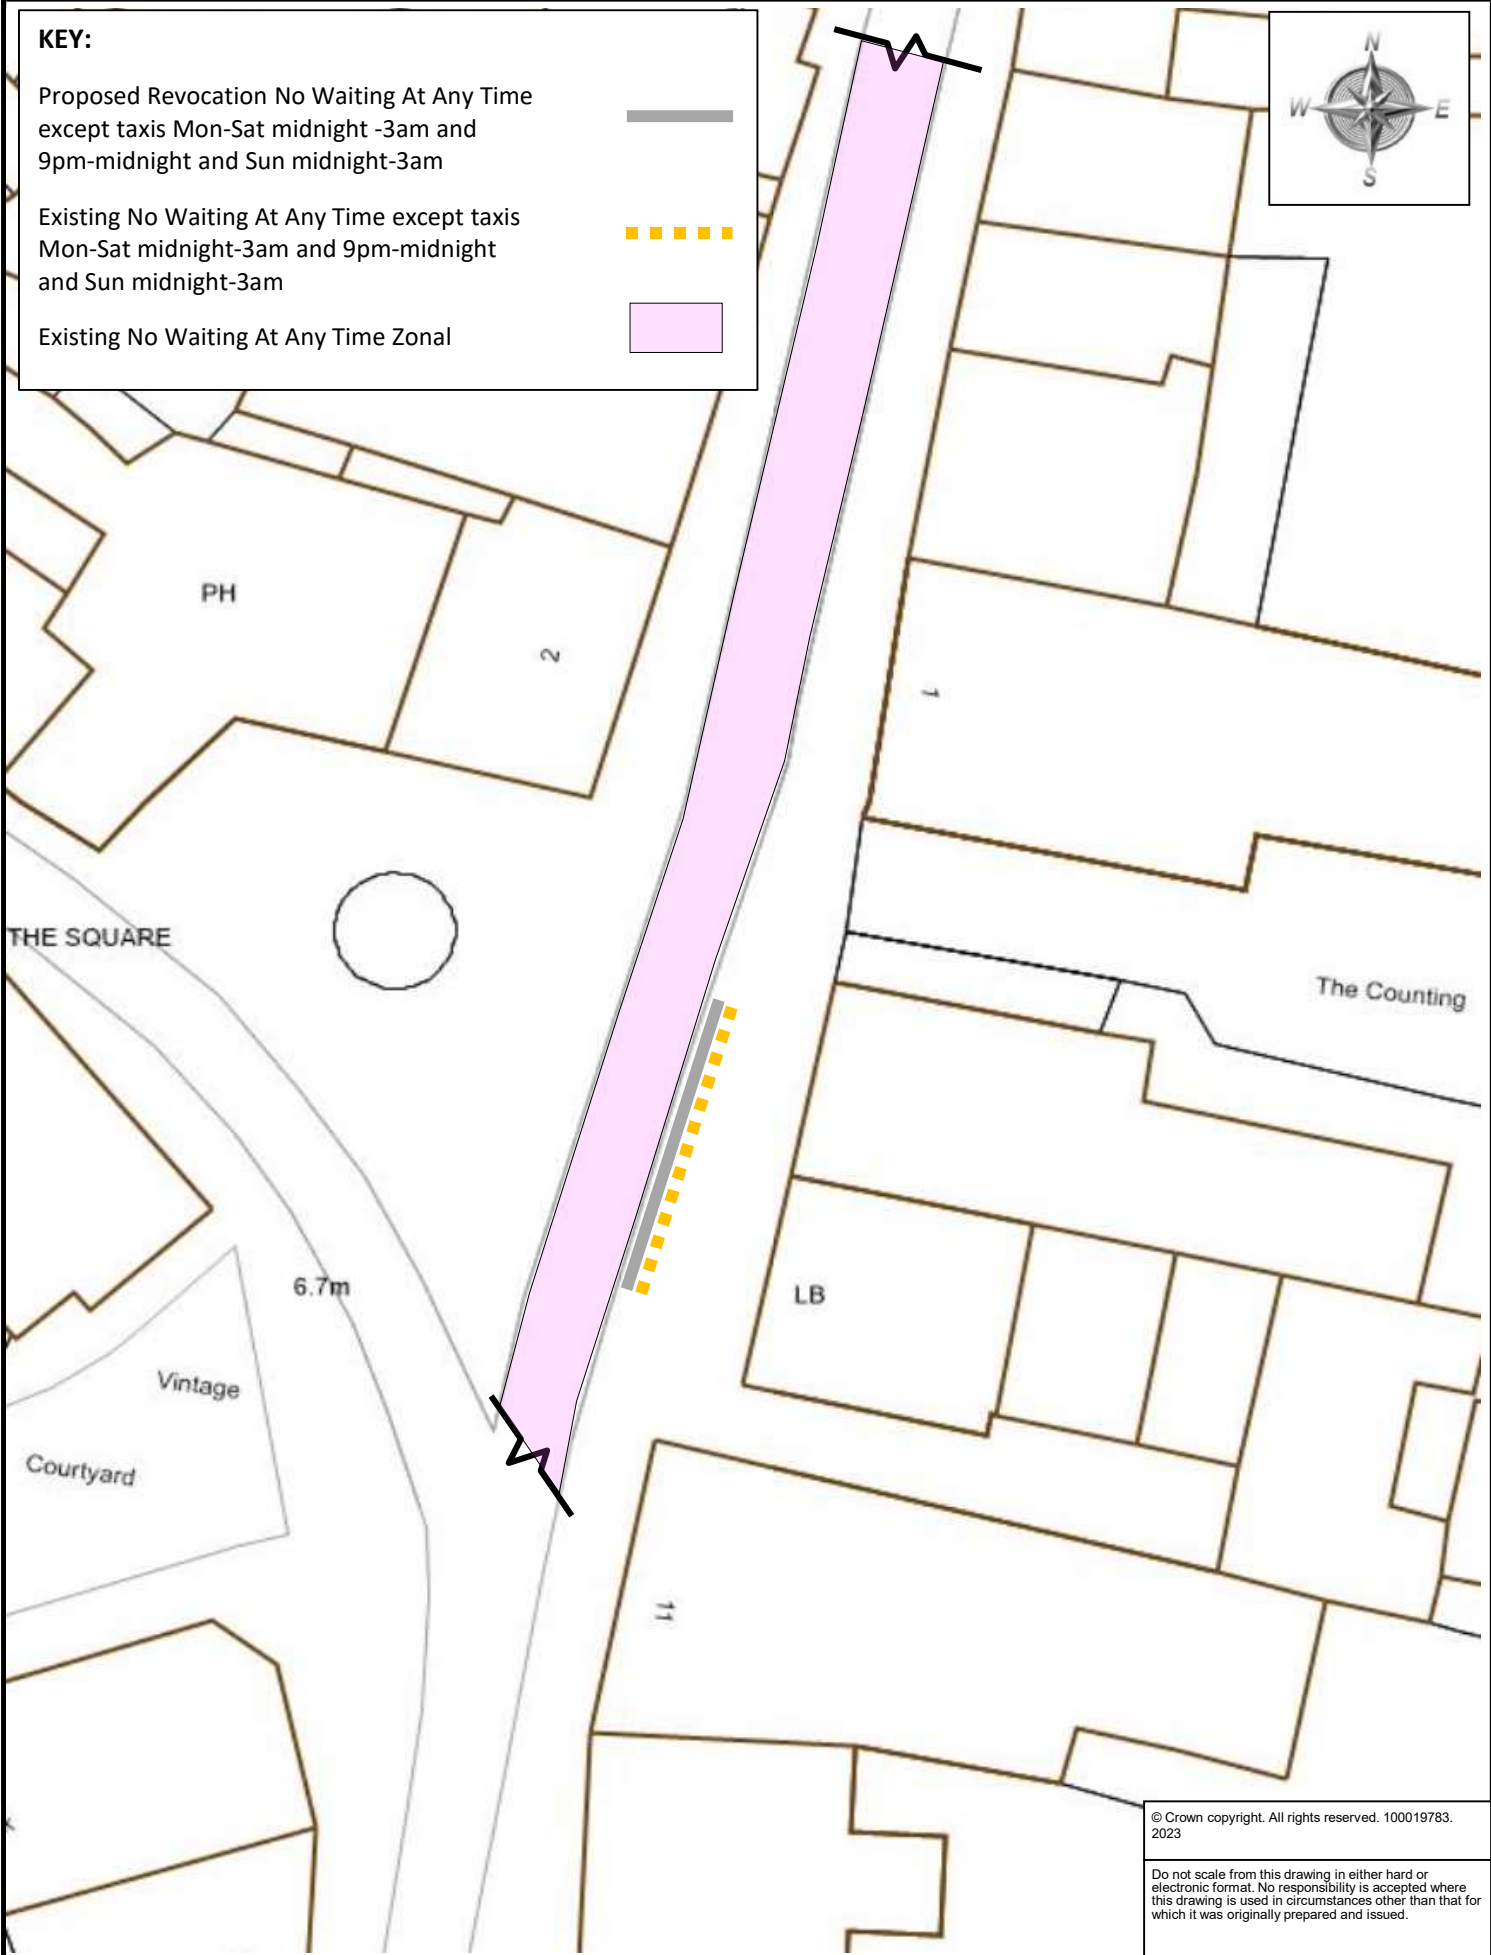 KEY:
Proposed Revocation No Waiting At Any Time
except taxis Mon-Sat midnight -3am and
9pm-midnight and Sun midnight-3am
Existing No Waiting At Any Time except taxis
Mon-Sat midnight-3am and 9pm-midnight
and Sun midnight-3am
Existing No Waiting At Any Time Zonal
N
W
E
S
PH
2
1
THE SQUARE
The Counting
6.7m
LB
Vintage
Courtyard
11
© Crown copyright. All rights reserved. 100019783.
2023
Do not scale from this drawing in either hard or
electronic format. No responsibility is accepted where
this drawing is used in circumstances other than that for
which it was originally prepared and issued.